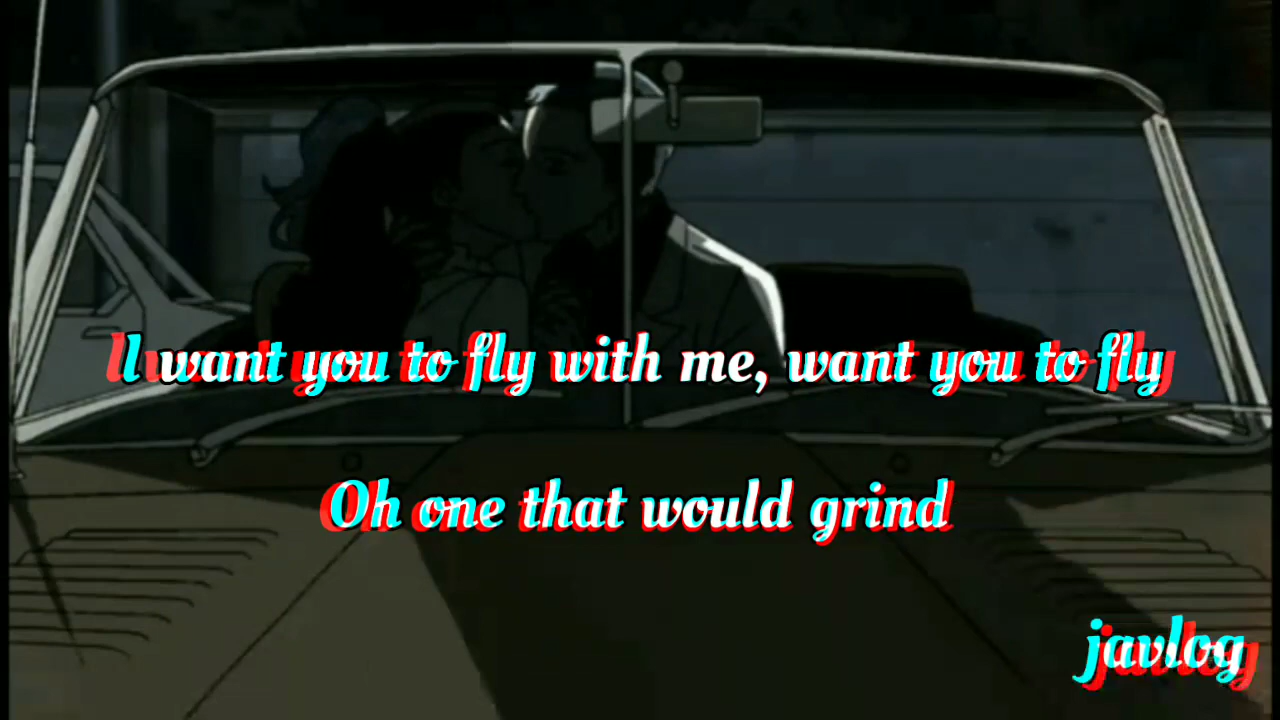 I want you to fly with me, want you to fly
Oh one that would grind
javlog